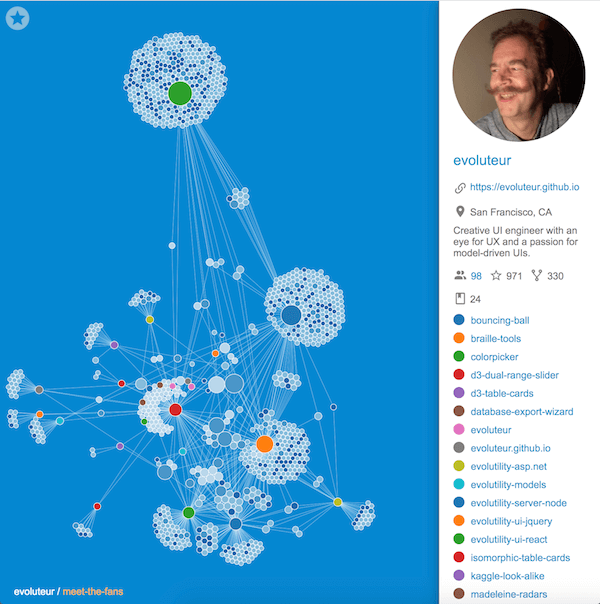 evoluteur
https://evoluteur.github.io
San Francisco, CA
Creative UI engineer with an
eye for UX and a passion for
model-driven UIs.
98 971 330
24
bouncing-ball
braille-tools
colorpicker
d3-dual-range-slider
d3-table-cards
database-export-wizard
evoluteur
evoluteur.github.io
evolutility-asp.net
evolutility-models
evolutility-server-node
evolutility-ui-jquery
evolutility-ui-react
isomorphic-table-cards
kaggle-look-alike
madeleine-radars
evoluteur / meet-the-fans